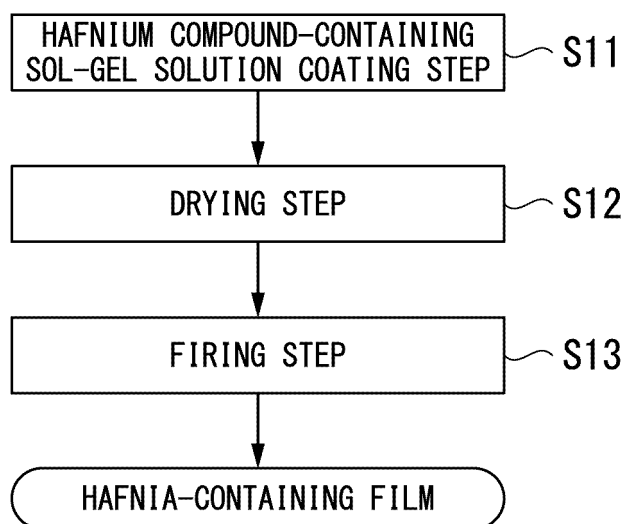 HAFNIUM COMPOUND-CONTAINING
SOL-GEL SOLUTION COATING STEP
S11
DRYING STEP
S12
FIRING STEP
S13
HAFNIA-CONTAINING FILM